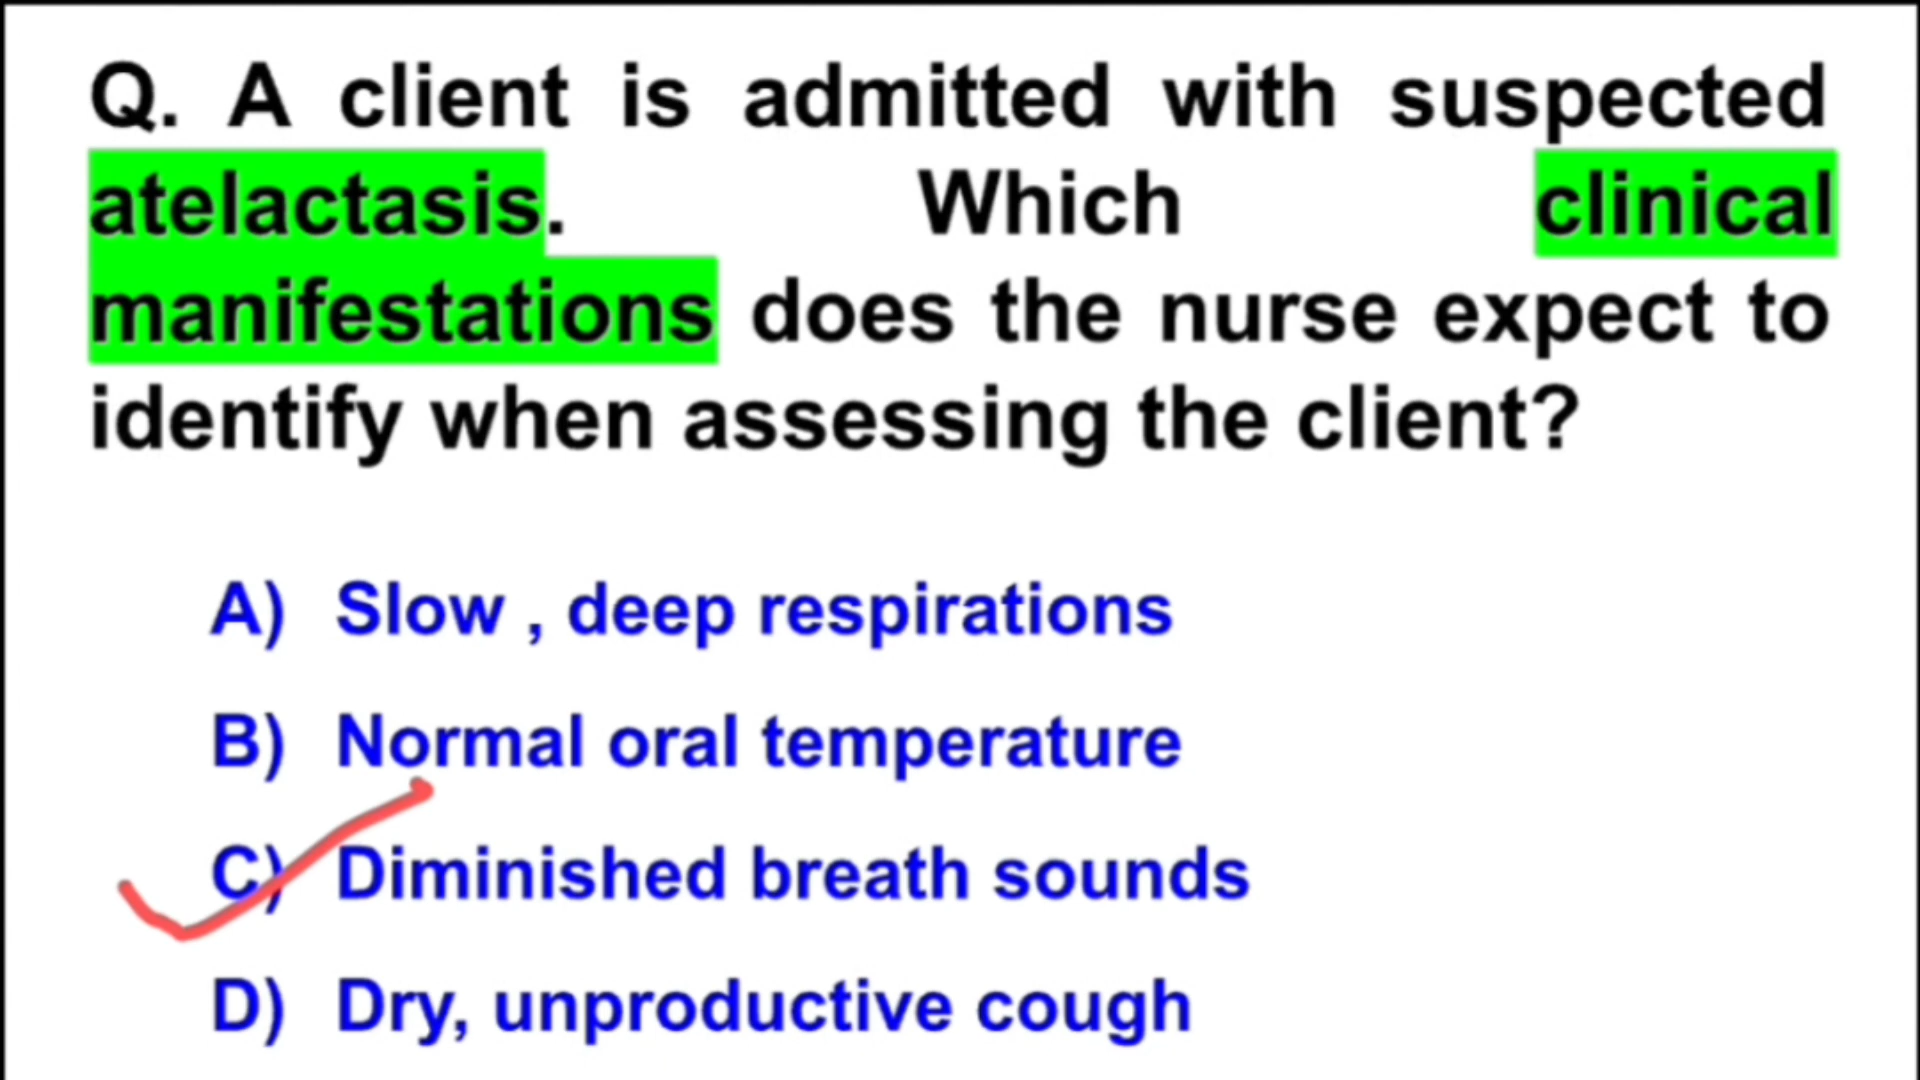 Q. A client is admitted with suspected
atelactasis. Which clinical
manifestations does the nurse expect to
identify when assessing the client?
A) Slow , deep respirations
B) Normal oral temperature
C) Diminished breath sounds
D) Dry, unproductive cough